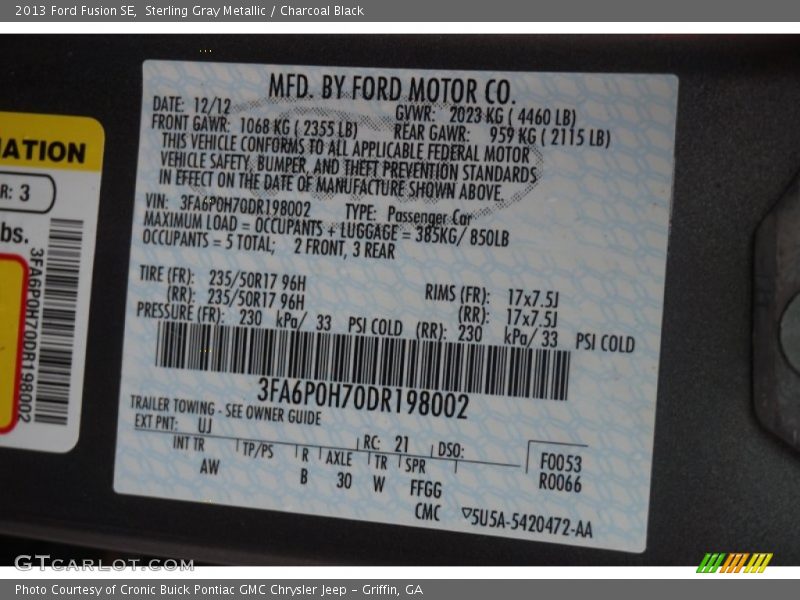 2013 Ford Fusion SE, Sterling Gray Metallic / Charcoal Black
MFD. BY FORD MOTOR CO.
DATE: 12/12 GVWR: 2023 KG ( 4460 LB)
FRONT GAWR: 1068 KG ( 2355 LB) REAR GAWR: 959 KG ( 2115 LB)
THIS VEHICLE CONFORMS TO ALL APPLICABLE FEDERAL MOTOR
VEHICLE SAFETY, BUMPER, AND THEFT PREVENTION STANDARDS
IN EFFECT ON THE DATE OF MANUFACTURE SHOWN ABOVE.
VIN: 3FA6P0H70DR198002 TYPE: Passenger Car
MAXIMUM LOAD = OCCUPANTS + LUGGAGE = 385KG/ 850LB
OCCUPANTS = 5 TOTAL; 2 FRONT, 3 REAR
TIRE (FR): 235/50R17 96H RIMS (FR): 17x7.5J
(RR): 235/50R17 96H (RR): 17x7.5J
PRESSURE (FR): 230 kPa/ 33 PSI COLD (RR): 230 kPa/ 33 PSI COLD
3FA6P0H70DR198002
TRAILER TOWING - SEE OWNER GUIDE
EXT PNT: UJ RC: 21 DSO: F0053
INT TR TP/PS R AXLE TR SPR R0066
AW B 30 W FFGG
CMC ▽5U5A-5420472-AA
ATION
R: 3
bs.
3FA6P0H70DR198002
GTCarLot.com
Photo Courtesy of Cronic Buick Pontiac GMC Chrysler Jeep - Griffin, GA